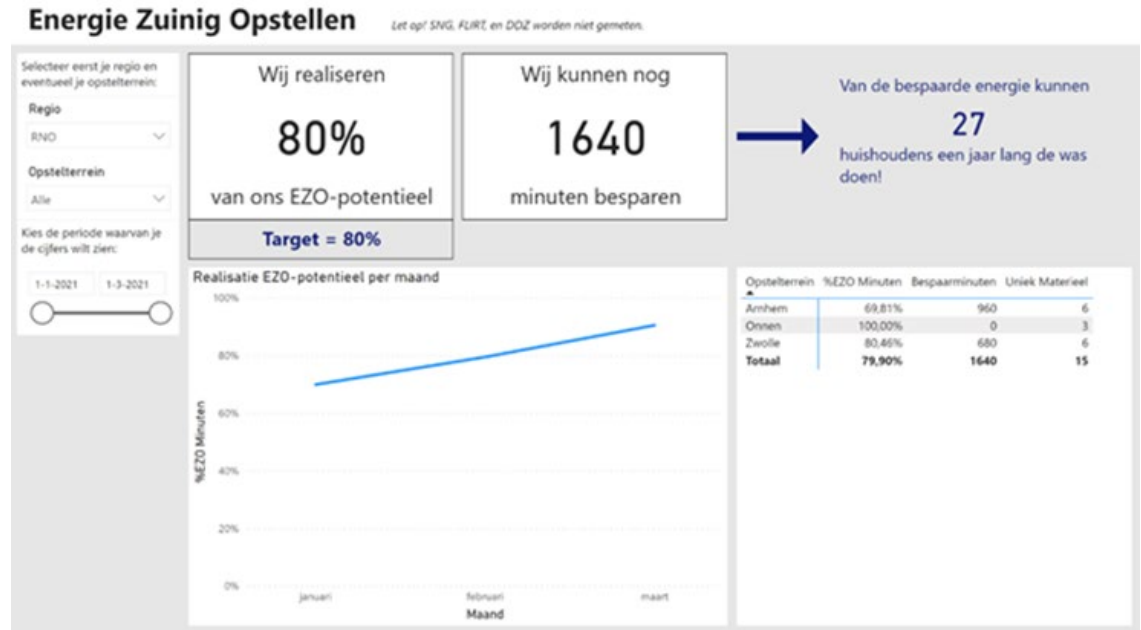 Energie Zuinig Opstellen
Let op! SNG, FLIRT, en DDZ worden niet gemeten.
Selecteer eerst je regio en
eventueel je opstelterrein:
Regio
RNO
Opstelterrein
Alle
Kies de periode waarvan je
de cijfers wilt zien:
1-1-2021 1-3-2021
Wij realiseren
80%
van ons EZO-potentieel
Target = 80%
Wij kunnen nog
1640
minuten besparen
Van de bespaarde energie kunnen
27
huishoudens een jaar lang de was
doen!
Realisatie EZO-potentieel per maand
100%
80%
60%
40%
20%
0%
%EZO Minuten
januari februari maart
Maand
Opstelterrein %EZO Minuten Bespaarminuten Uniek Materieel
Arnhem 69,81% 960 6
Onnen 100,00% 0 3
Zwolle 80,46% 680 6
Totaal 79,90% 1640 15